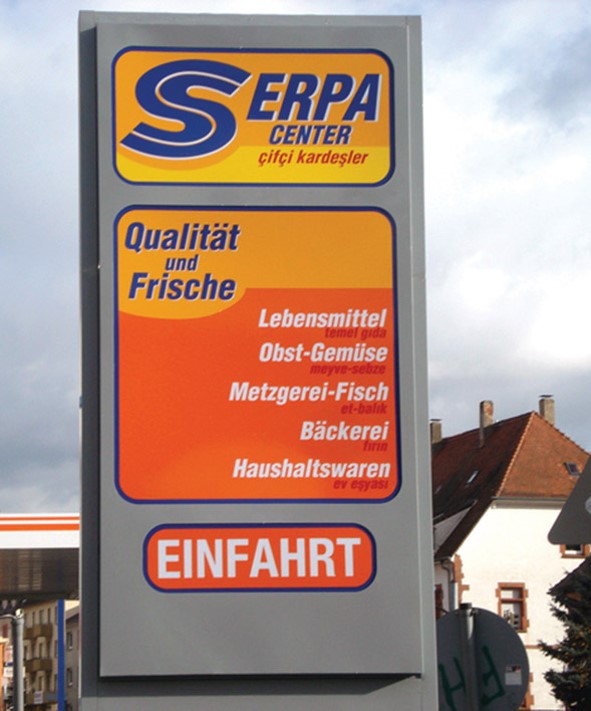 SERPA
CENTER
çifçi kardeşler
Qualität
und
Frische
Lebensmittel
temel gıda
Obst-Gemüse
meyve-sebze
Metzgerei-Fisch
et-balık
Bäckerei
fırın
Haushaltswaren
ev eşyası
EINFAHRT